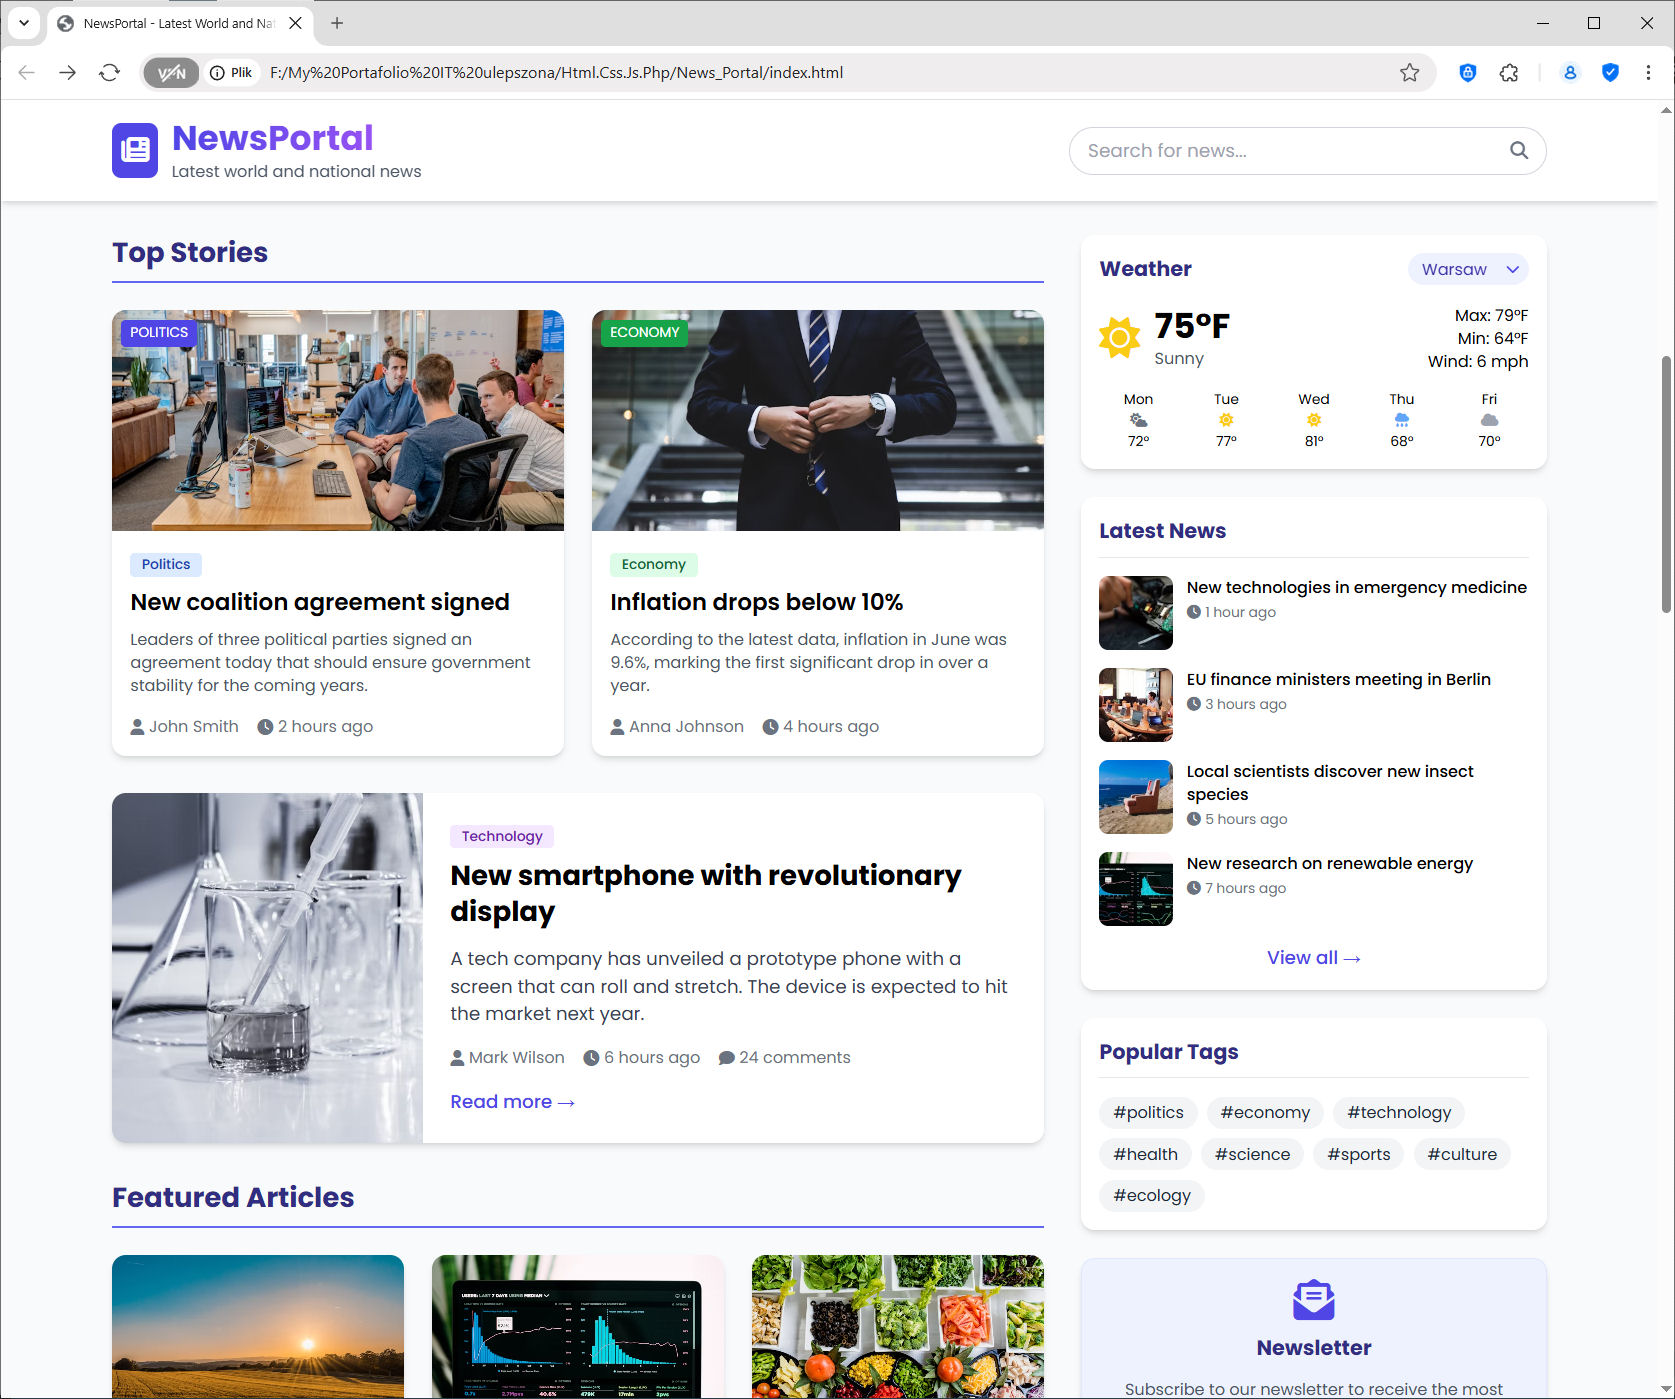 NewsPortal - Latest World and Nat
VPN
Plik
F:/My%20Portafolio%20IT%20ulepszona/Html.Css.Js.Php/News_Portal/index.html
NewsPortal
Latest world and national news
Search for news...
Top Stories
POLITICS
Politics
New coalition agreement signed
Leaders of three political parties signed an
agreement today that should ensure government
stability for the coming years.
John Smith 2 hours ago
ECONOMY
Economy
Inflation drops below 10%
According to the latest data, inflation in June was
9.6%, marking the first significant drop in over a
year.
Anna Johnson 4 hours ago
Technology
New smartphone with revolutionary
display
A tech company has unveiled a prototype phone with a
screen that can roll and stretch. The device is expected to hit
the market next year.
Mark Wilson 6 hours ago 24 comments
Read more →
Featured Articles
USERS: LAST 7 DAYS USING MEDIAN
Weather
Warsaw
75°F
Sunny
Max: 79°F
Min: 64°F
Wind: 6 mph
Mon Tue Wed Thu Fri
72° 77° 81° 68° 70°
Latest News
New technologies in emergency medicine
1 hour ago
EU finance ministers meeting in Berlin
3 hours ago
Local scientists discover new insect
species
5 hours ago
New research on renewable energy
7 hours ago
View all →
Popular Tags
#politics #economy #technology
#health #science #sports #culture
#ecology
Newsletter
Subscribe to our newsletter to receive the most